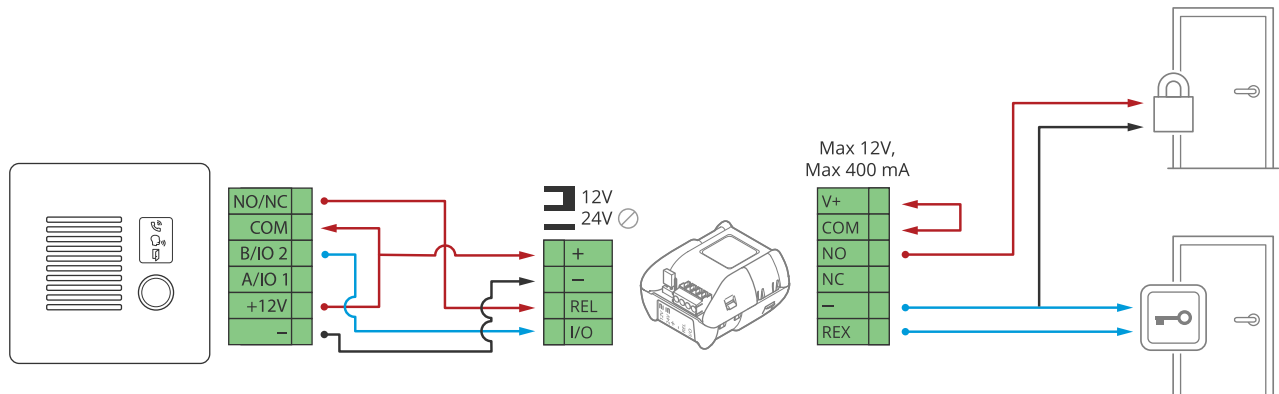 NO/NC
COM
B/IO 2
A/IO 1
+12V
–
12V
24V
+
–
REL
I/O
Max 12V,
Max 400 mA
V+
COM
NO
NC
–
REX